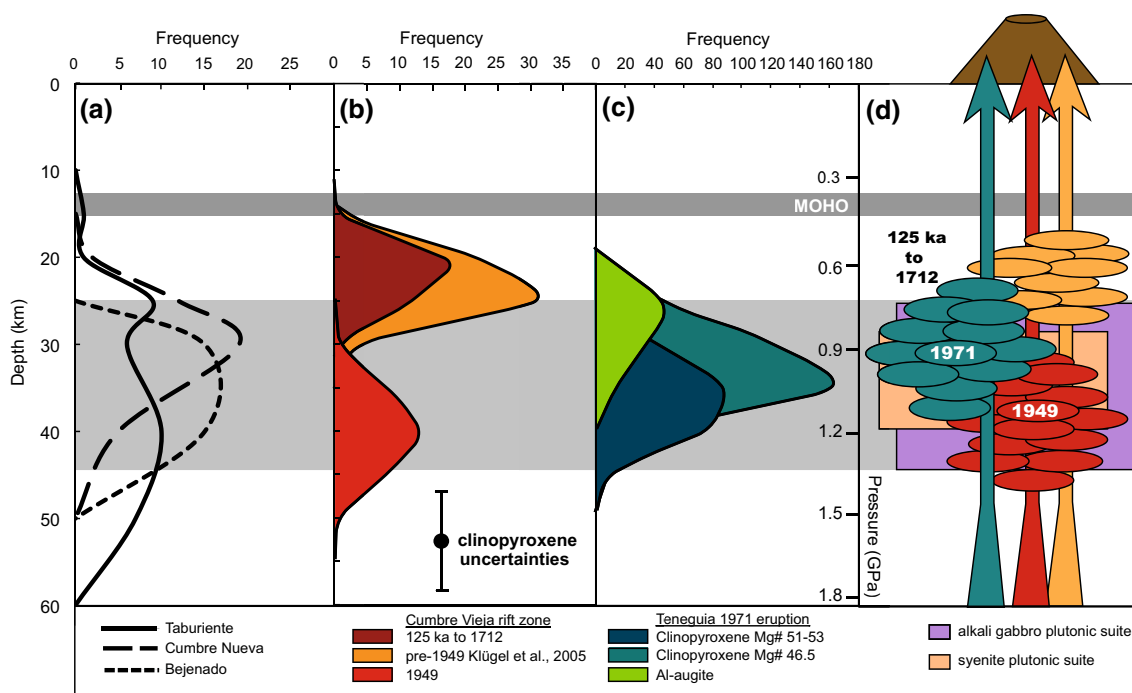 Frequency
Frequency
Frequency
0 5 10 15 20 25
0 5 10 15 20 25 30 35
0 20 40 60 80 100 120 140 160 180
0
10
20
30
40
50
60
Depth (km)
(a)
(b)
(c)
(d)
0.3
0.6
0.9
1.2
1.5
1.8
Pressure (GPa)
MOHO
125 ka
to
1712
1971
1949
clinopyroxene
uncertainties
Taburiente
Cumbre Nueva
Bejenado
Cumbre Vieja rift zone
125 ka to 1712
pre-1949 Klügel et al., 2005
1949
Teneguia 1971 eruption
Clinopyroxene Mg# 51-53
Clinopyroxene Mg# 46.5
Al-augite
alkali gabbro plutonic suite
syenite plutonic suite